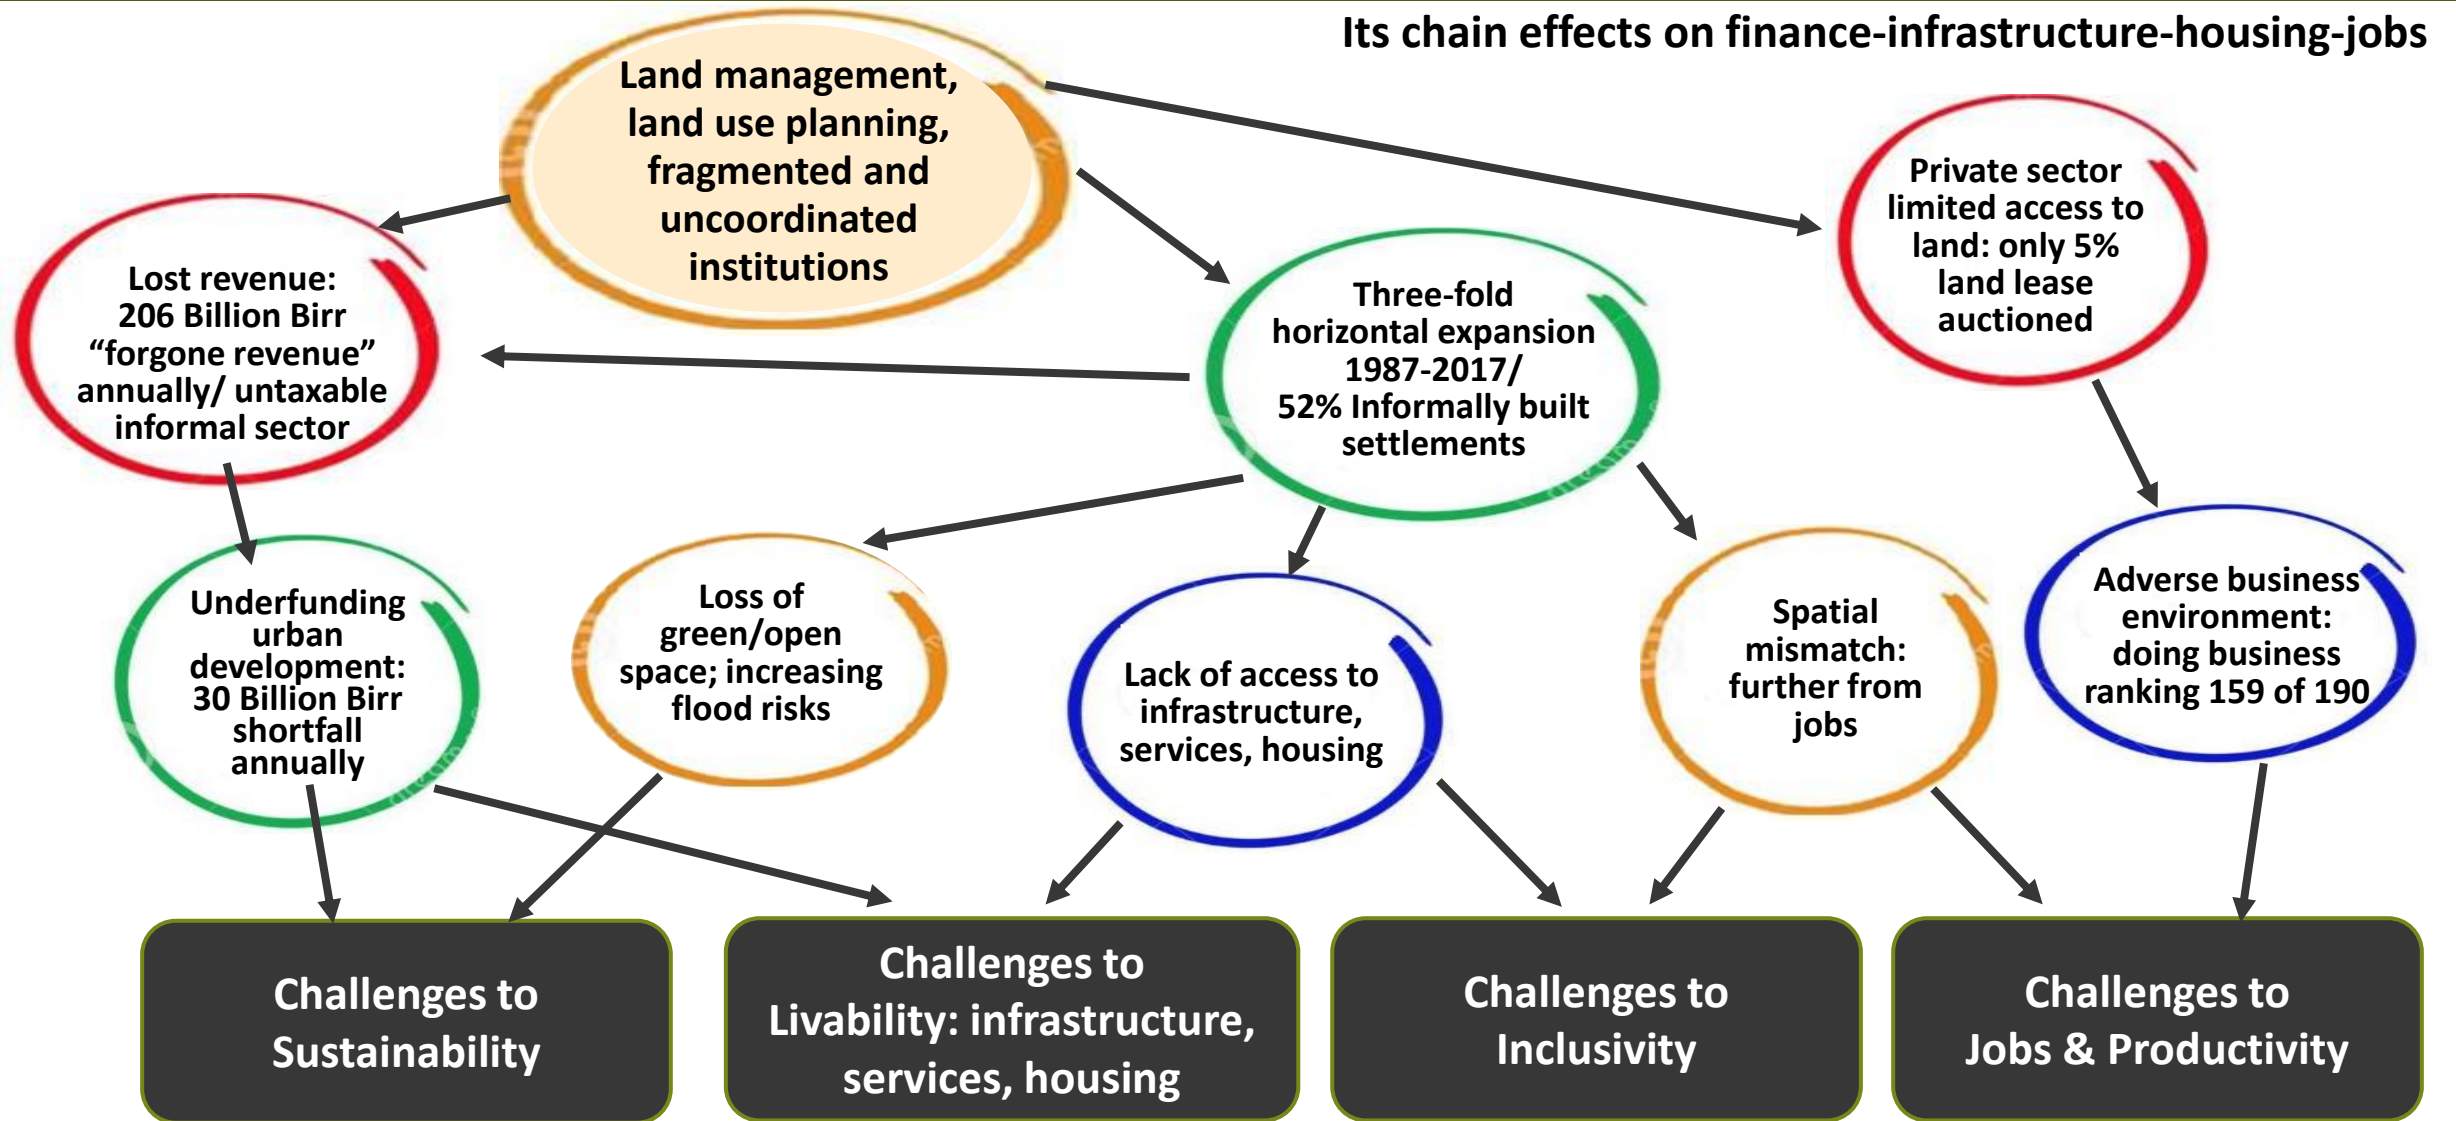 Its chain effects on finance-infrastructure-housing-jobs
Land management,
land use planning,
fragmented and
uncoordinated
institutions
Private sector
limited access to
land: only 5%
land lease
auctioned
Lost revenue:
206 Billion Birr
“forgone revenue”
annually/ untaxable
informal sector
Three-fold
horizontal expansion
1987-2017/
52% Informally built
settlements
Underfunding
urban
development:
30 Billion Birr
shortfall
annually
Loss of
green/open
space; increasing
flood risks
Lack of access to
infrastructure,
services, housing
Spatial
mismatch:
further from
jobs
Adverse business
environment:
doing business
ranking 159 of 190
Challenges to
Sustainability
Challenges to
Livability: infrastructure,
services, housing
Challenges to
Inclusivity
Challenges to
Jobs & Productivity